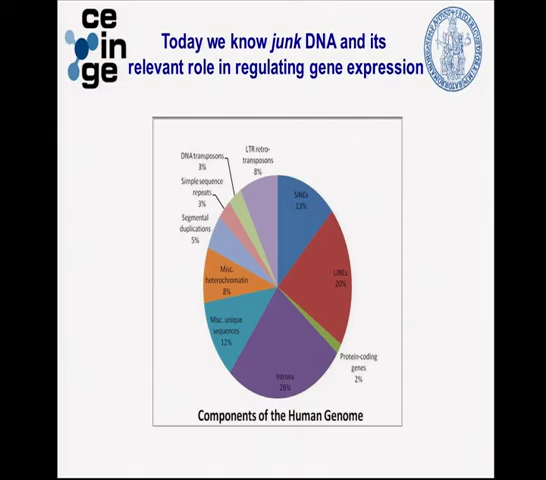 ce
in
ge
Today we know junk DNA and its
relevant role in regulating gene expression
DNA transposons
3%
LTR retro-
transposons
8%
Simple sequence
repeats
3%
Segmental
duplications
5%
Misc.
heterochromatin
8%
Misc. unique
sequences
12%
SINEs
13%
LINEs
20%
Protein-coding
genes
2%
Introns
26%
Components of the Human Genome